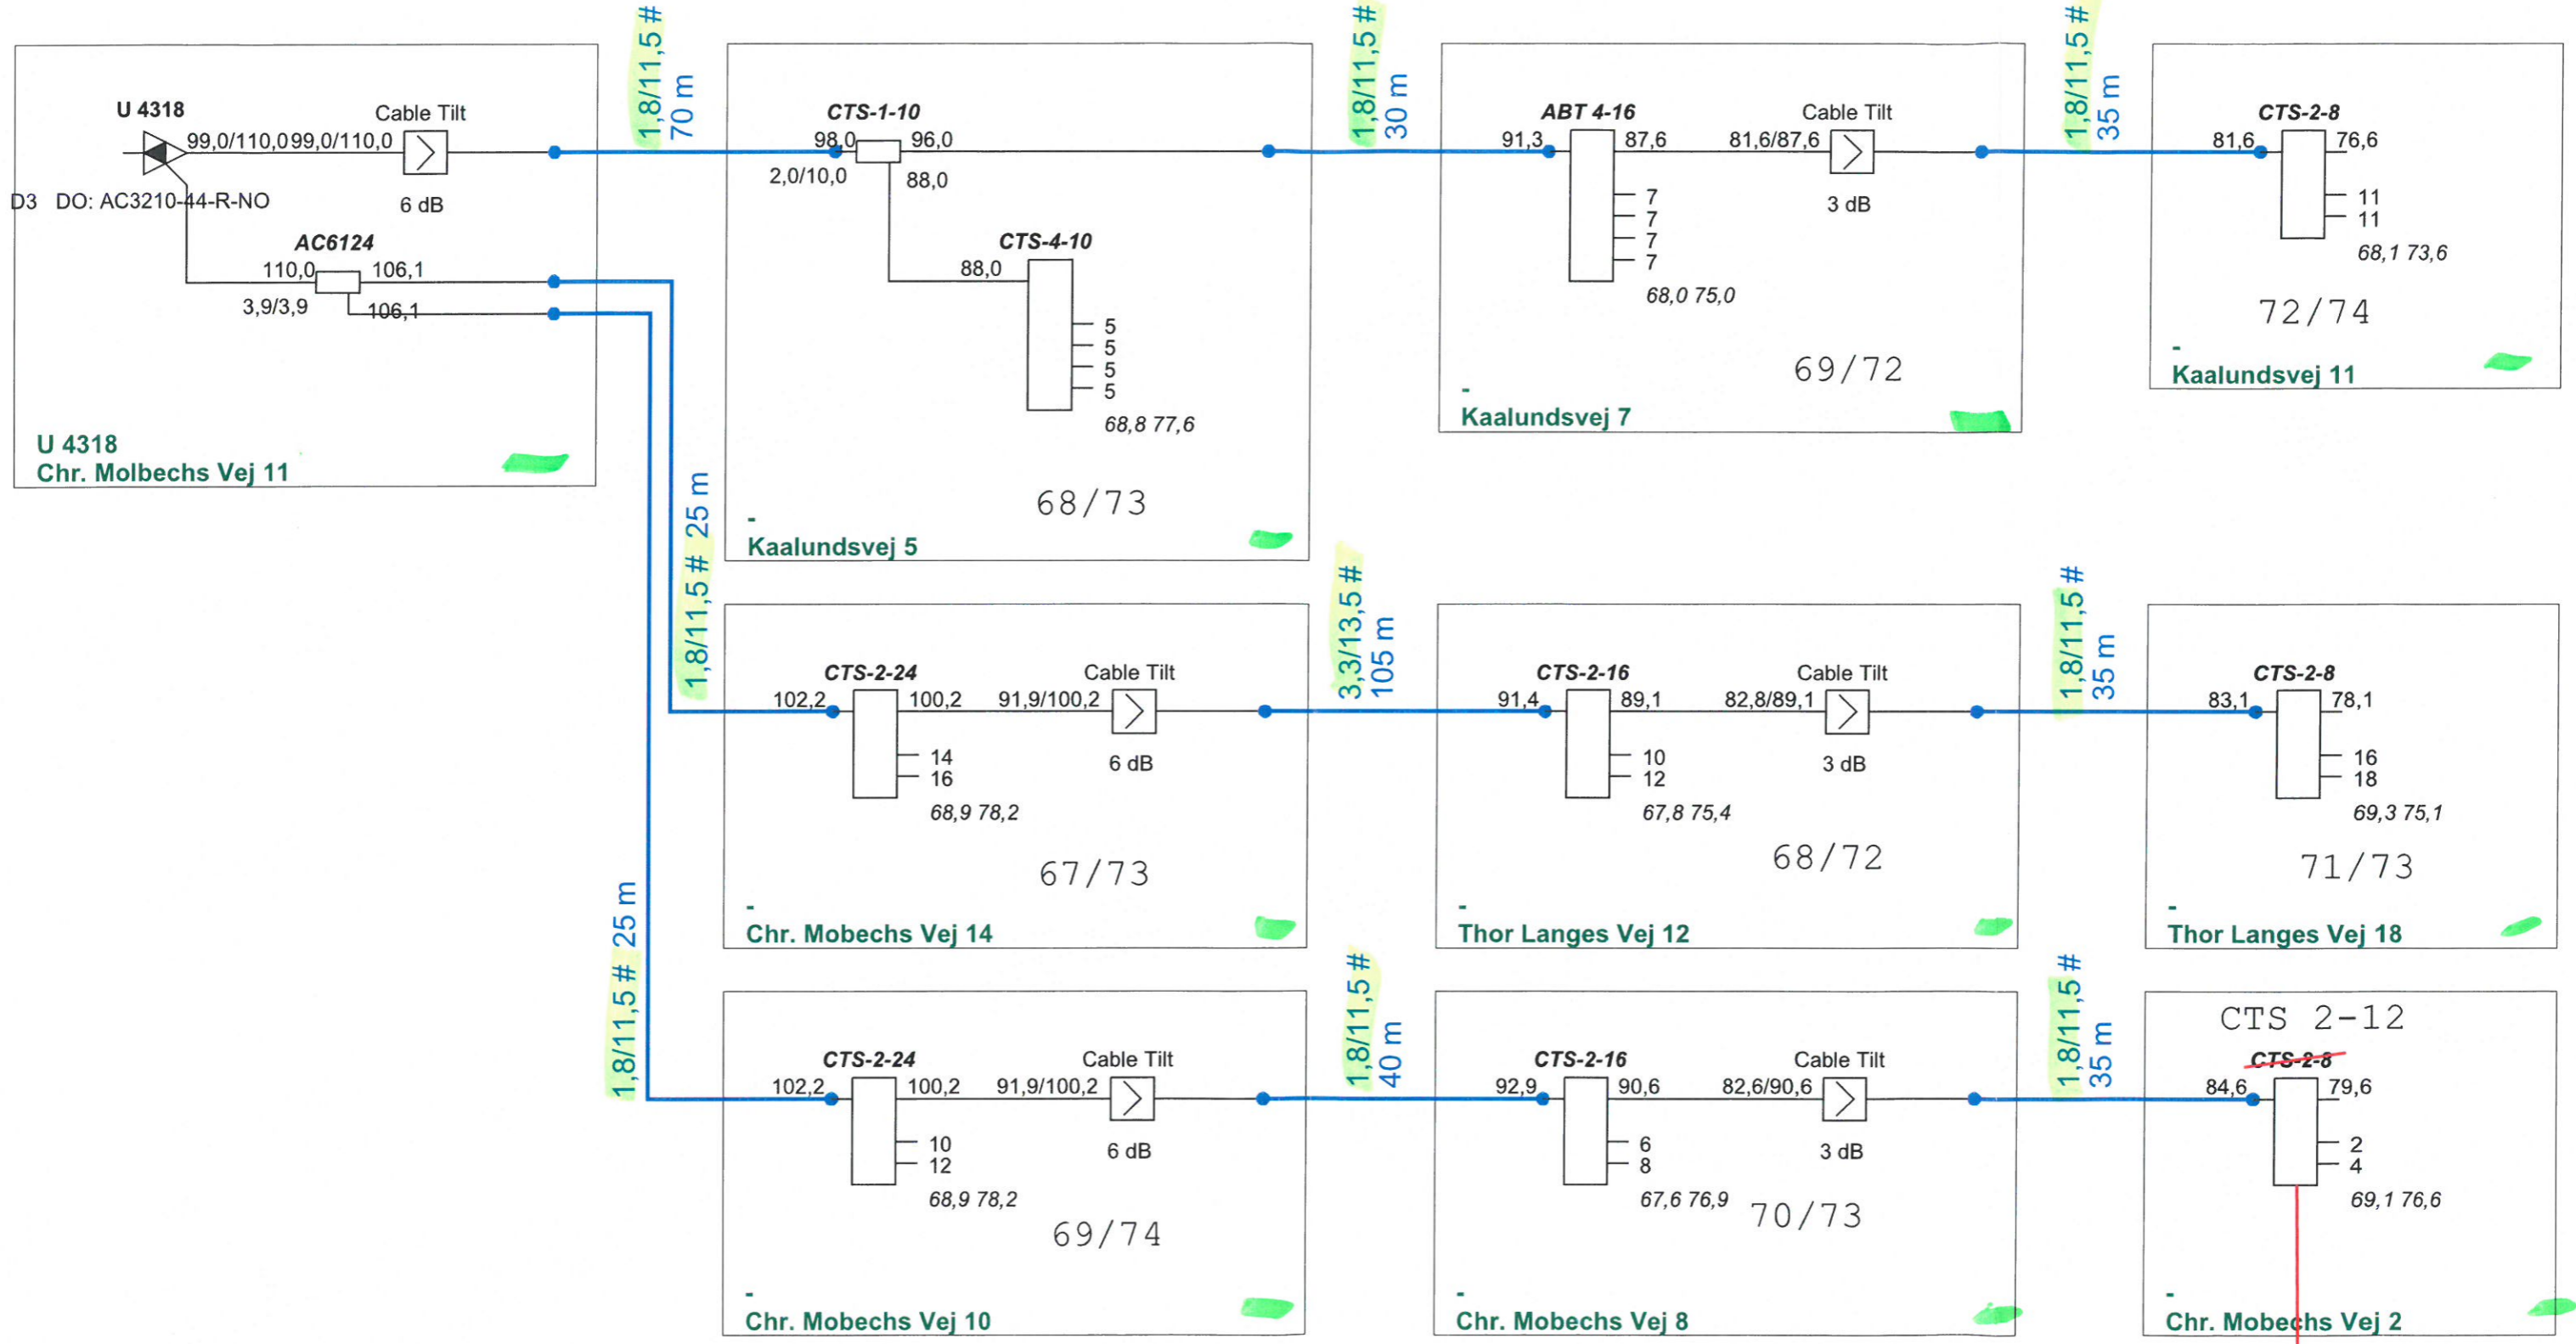 U 4318
99,0/110,0 99,0/110,0
Cable Tilt
6 dB
D3 DO: AC3210-44-R-NO
AC6124
110,0 106,1
3,9/3,9
106,1
U 4318
Chr. Molbechs Vej 11
1,8/11,5 #
70 m
CTS-1-10
98,0 96,0
2,0/10,0
88,0
CTS-4-10
88,0
5
5
5
5
68,8 77,6
68/73
-
Kaalundsvej 5
1,8/11,5 #
30 m
ABT 4-16
91,3 87,6
81,6/87,6
Cable Tilt
3 dB
7
7
7
7
68,0 75,0
69/72
-
Kaalundsvej 7
1,8/11,5 #
35 m
CTS-2-8
81,6 76,6
11
11
68,1 73,6
72/74
-
Kaalundsvej 11
1,8/11,5 # 25 m
CTS-2-24
102,2 100,2
91,9/100,2
Cable Tilt
6 dB
14
16
68,9 78,2
67/73
-
Chr. Mobechs Vej 14
3,3/13,5 #
105 m
CTS-2-16
91,4 89,1
82,8/89,1
Cable Tilt
3 dB
10
12
67,8 75,4
68/72
-
Thor Langes Vej 12
1,8/11,5 #
35 m
CTS-2-8
83,1 78,1
16
18
69,3 75,1
71/73
-
Thor Langes Vej 18
1,8/11,5 # 25 m
CTS-2-24
102,2 100,2
91,9/100,2
Cable Tilt
6 dB
10
12
68,9 78,2
69/74
-
Chr. Mobechs Vej 10
1,8/11,5 #
40 m
CTS-2-16
92,9 90,6
82,6/90,6
Cable Tilt
3 dB
6
8
67,6 76,9
70/73
-
Chr. Mobechs Vej 8
1,8/11,5 #
35 m
CTS 2-12
CTS-2-8
84,6 79,6
2
4
69,1 76,6
-
Chr. Mobechs Vej 2